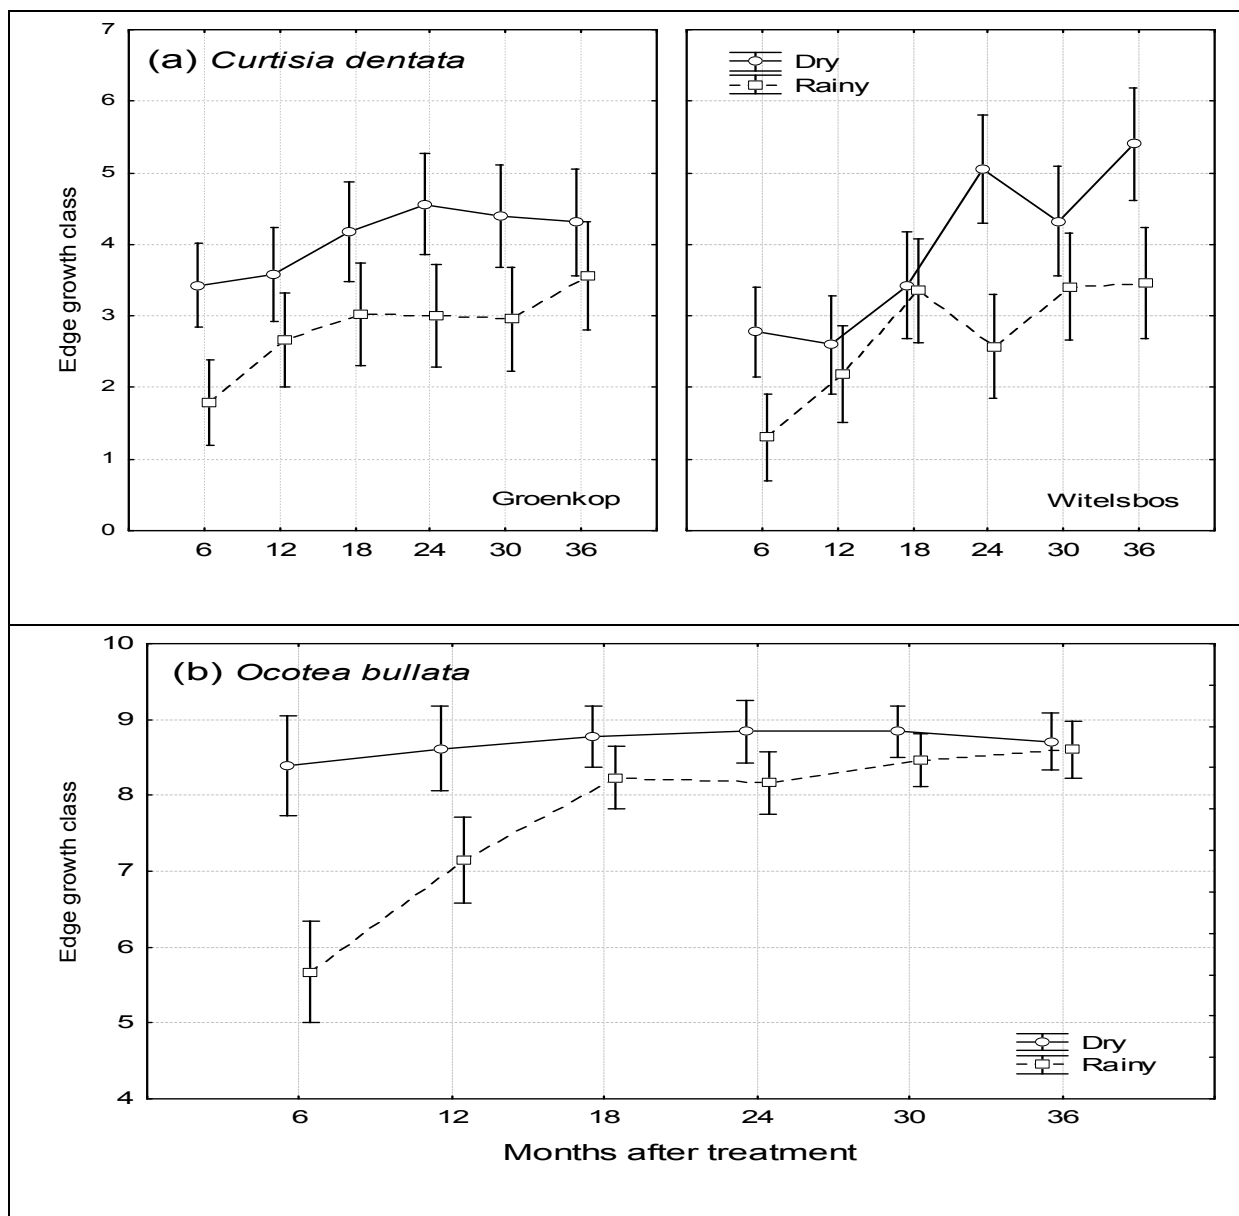 (a) Curtisia dentata
Edge growth class
7
6
5
4
3
2
1
0
6 12 18 24 30 36
Groenkop
Dry
Rainy
6 12 18 24 30 36
Witelsbos
(b) Ocotea bullata
Edge growth class
10
9
8
7
6
5
4
Dry
Rainy
6 12 18 24 30 36
Months after treatment